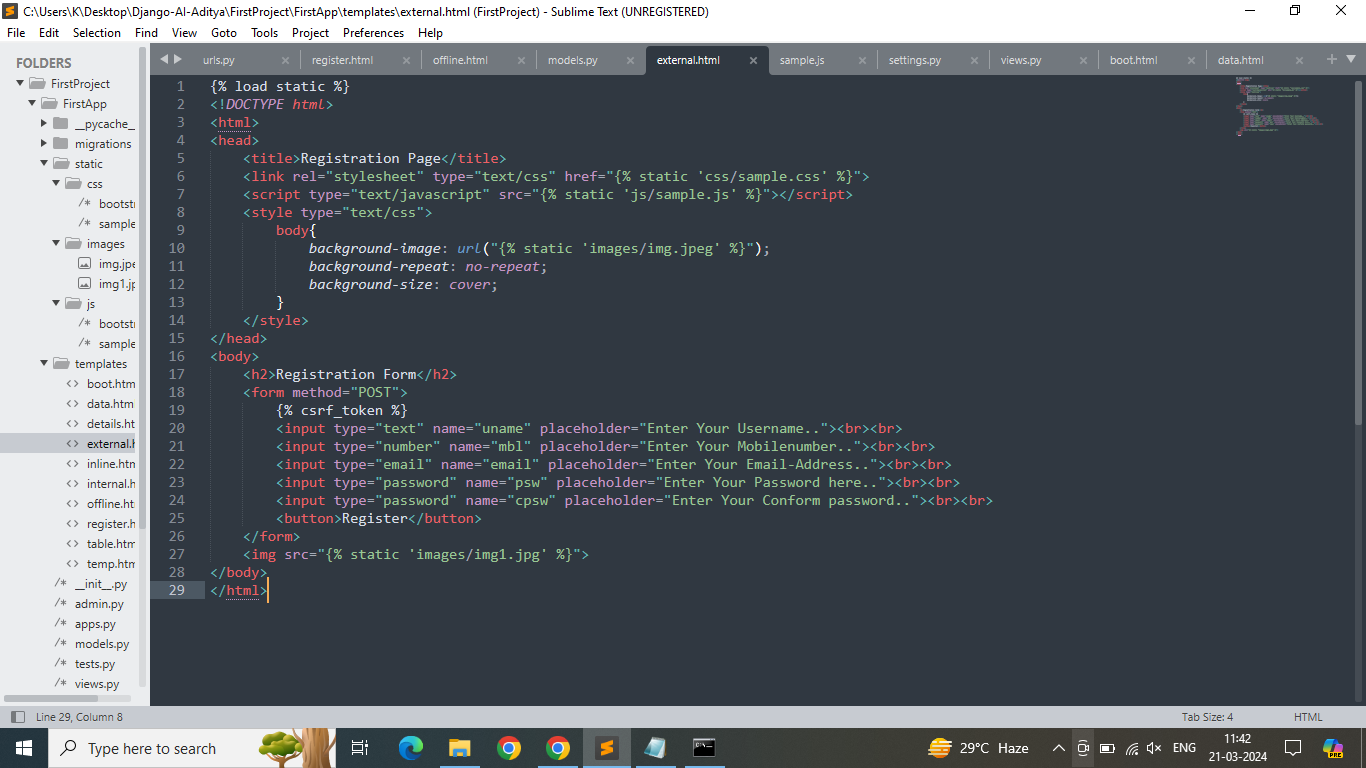 C:\Users\K\Desktop\Django-Al-Aditya\FirstProject\FirstApp\templates\external.html (FirstProject) - Sublime Text (UNREGISTERED)
File Edit Selection Find View Goto Tools Project Preferences Help
FOLDERS
FirstProject
FirstApp
__pycache_
migrations
static
css
bootst
sample
images
img.jpe
img1.jp
js
bootst
sample
templates
boot.htm
data.htm
details.ht
external.h
inline.htm
internal.h
offline.ht
register.h
table.htm
temp.htm
__init__.py
admin.py
apps.py
models.py
tests.py
views.py
urls.py register.html offline.html models.py external.html sample.js settings.py views.py boot.html data.html
1 {% load static %}
2 <!DOCTYPE html>
3 <html>
4 <head>
5 <title>Registration Page</title>
6 <link rel="stylesheet" type="text/css" href="{% static 'css/sample.css' %}">
7 <script type="text/javascript" src="{% static 'js/sample.js' %}"></script>
8 <style type="text/css">
9 body{
10 background-image: url("{% static 'images/img.jpeg' %}");
11 background-repeat: no-repeat;
12 background-size: cover;
13 }
14 </style>
15 </head>
16 <body>
17 <h2>Registration Form</h2>
18 <form method="POST">
19 {% csrf_token %}
20 <input type="text" name="uname" placeholder="Enter Your Username.."><br><br>
21 <input type="number" name="mbl" placeholder="Enter Your Mobilenumber.."><br><br>
22 <input type="email" name="email" placeholder="Enter Your Email-Address.."><br><br>
23 <input type="password" name="psw" placeholder="Enter Your Password here.."><br><br>
24 <input type="password" name="cpsw" placeholder="Enter Your Conform password.."><br><br>
25 <button>Register</button>
26 </form>
27 <img src="{% static 'images/img1.jpg' %}">
28 </body>
29 </html>
Line 29, Column 8 Tab Size: 4 HTML
Type here to search 29°C Haze ENG 11:42
21-03-2024
PRE